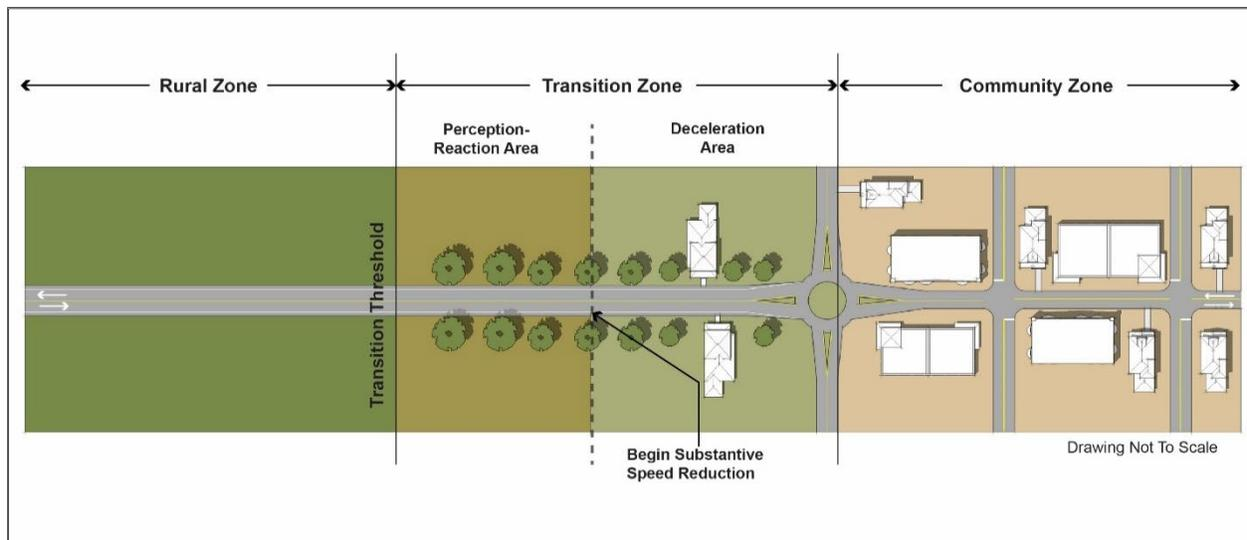 Rural Zone
Transition Zone
Community Zone
Perception-
Reaction Area
Deceleration
Area
Transition Threshold
Begin Substantive
Speed Reduction
Drawing Not To Scale